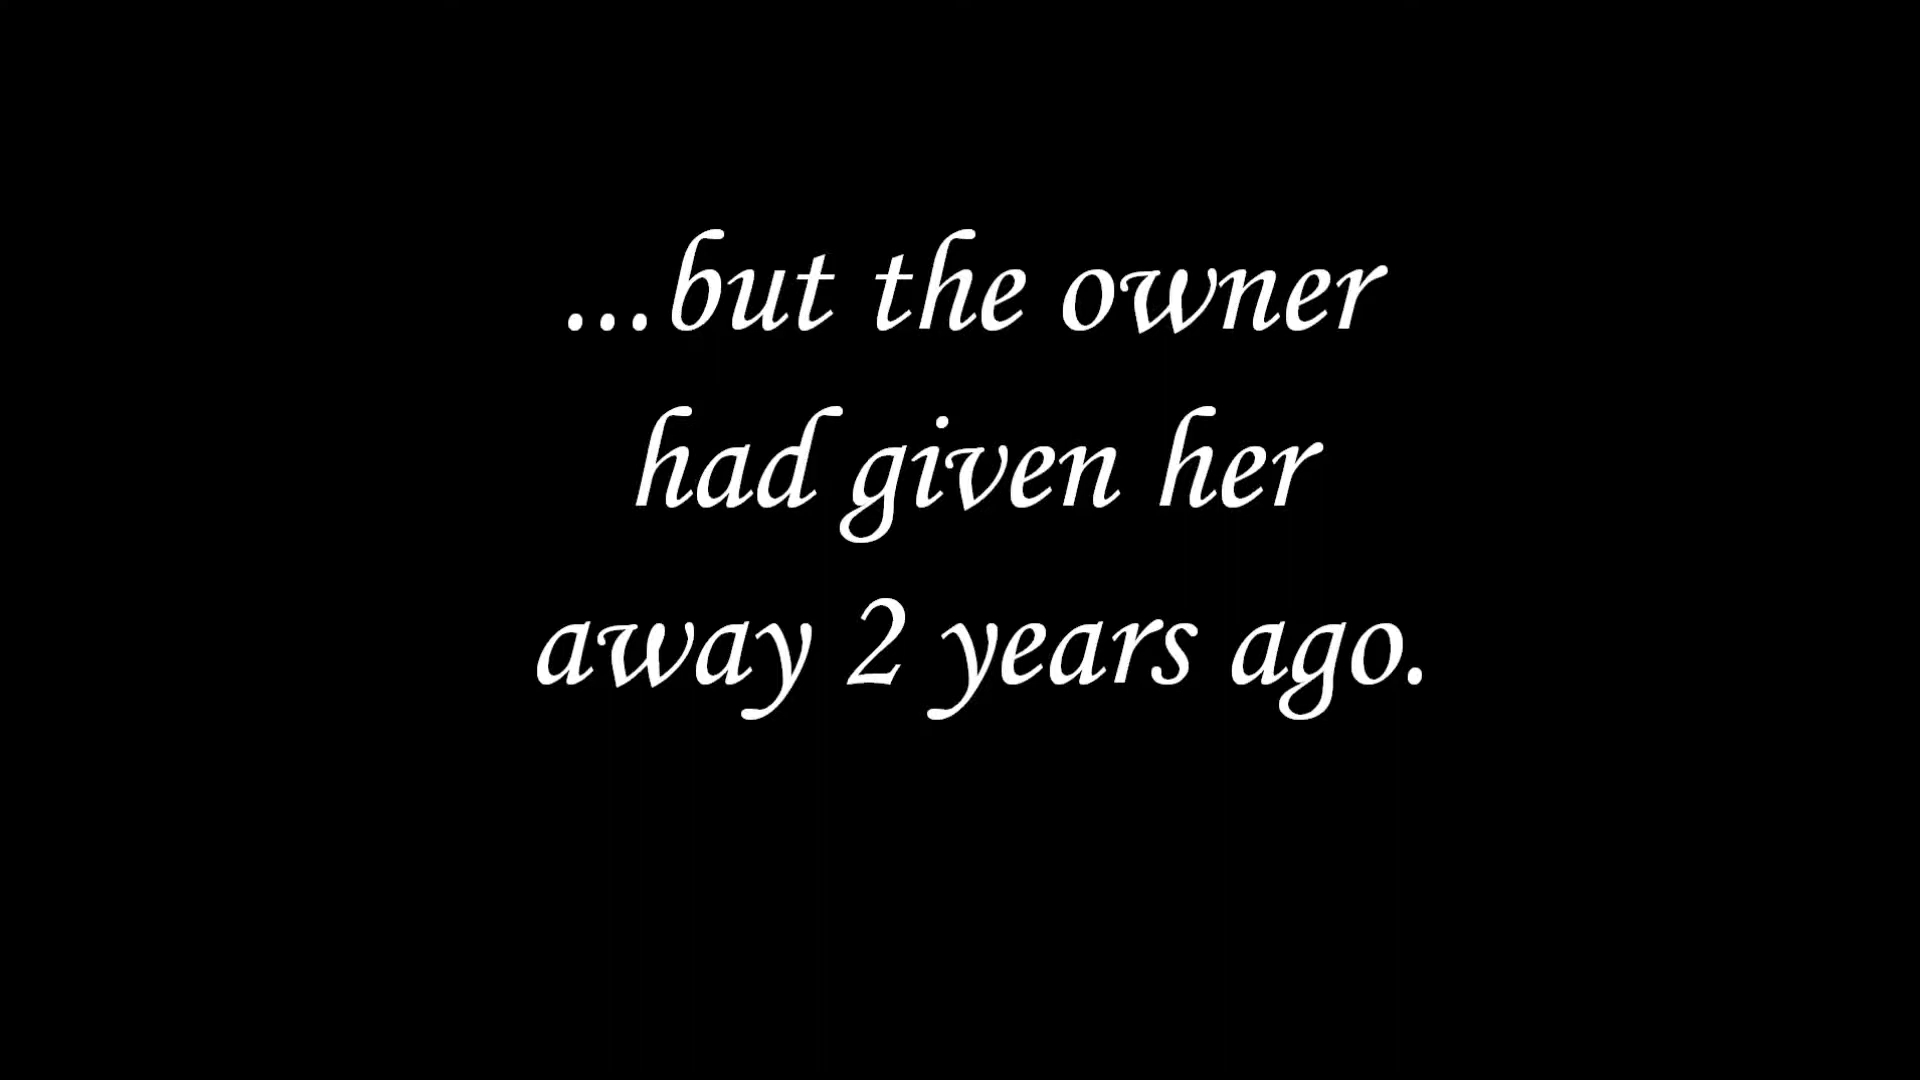 ...but the owner
had given her
away 2 years ago.